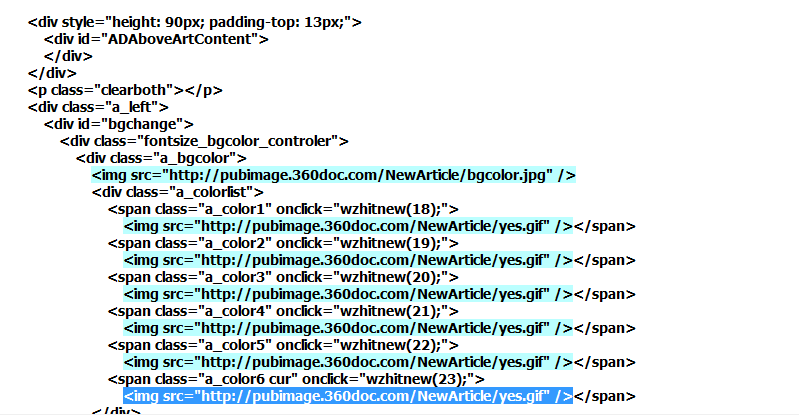 <div style="height: 90px; padding-top: 13px;">
<div id="ADAboveArtContent">
</div>
</div>
<p class="clearboth"></p>
<div class="a_left">
<div id="bgchange">
<div class="fontsize_bgcolor_controler">
<div class="a_bgcolor">
<img src="http://pubimage.360doc.com/NewArticle/bgcolor.jpg" />
<div class="a_colorlist">
<span class="a_color1" onclick="wzhitnew(18);">
<img src="http://pubimage.360doc.com/NewArticle/yes.gif" /></span>
<span class="a_color2" onclick="wzhitnew(19);">
<img src="http://pubimage.360doc.com/NewArticle/yes.gif" /></span>
<span class="a_color3" onclick="wzhitnew(20);">
<img src="http://pubimage.360doc.com/NewArticle/yes.gif" /></span>
<span class="a_color4" onclick="wzhitnew(21);">
<img src="http://pubimage.360doc.com/NewArticle/yes.gif" /></span>
<span class="a_color5" onclick="wzhitnew(22);">
<img src="http://pubimage.360doc.com/NewArticle/yes.gif" /></span>
<span class="a_color6 cur" onclick="wzhitnew(23);">
<img src="http://pubimage.360doc.com/NewArticle/yes.gif" /></span>
</div>